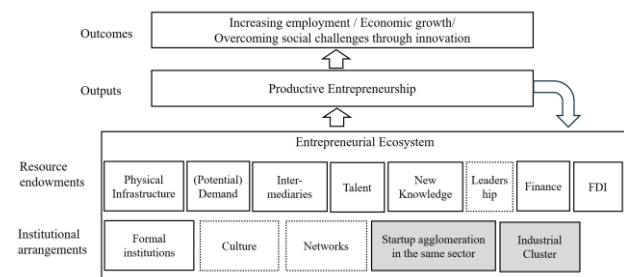 Outcomes
Increasing employment / Economic growth/
Overcoming social challenges through innovation
Outputs
Productive Entrepreneurship
Entrepreneurial Ecosystem
Resource
endowments
Physical
Infrastructure
(Potential)
Demand
Inter-
mediaries
Talent
New
Knowledge
Leaders
hip
Finance
FDI
Institutional
arrangements
Formal
institutions
Culture
Networks
Startup agglomeration
in the same sector
Industrial
Cluster